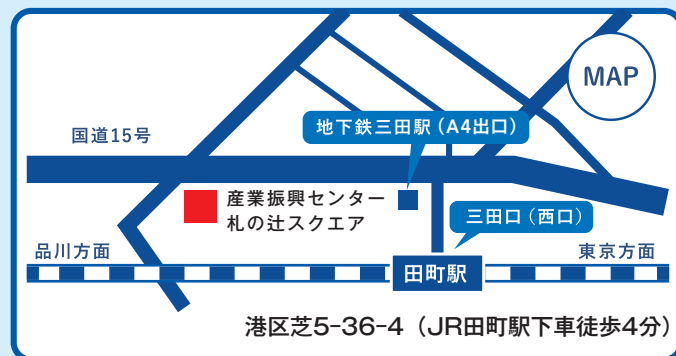 MAP
地下鉄三田駅（A4出口）
国道15号
産業振興センター
札の辻スクエア
三田口（西口）
品川方面
東京方面
田町駅
港区芝5-36-4（JR田町駅下車徒歩4分）